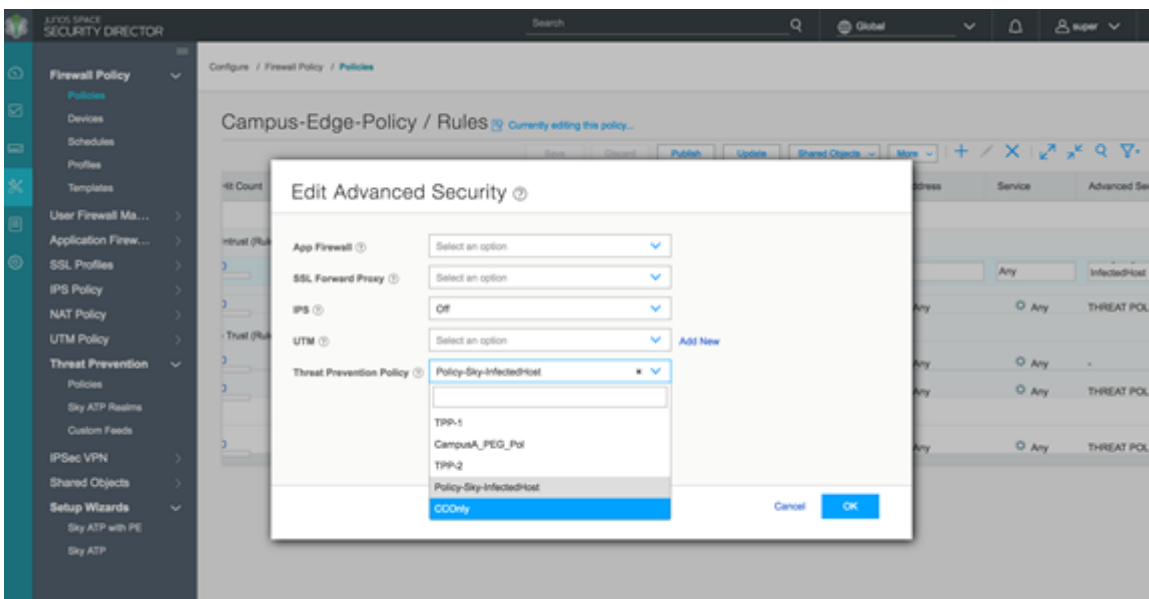 JUNOS SPACE
SECURITY DIRECTOR
Search
Global
super
Firewall Policy
Policies
Devices
Schedules
Profiles
Templates
User Firewall Ma...
Application Firew...
SSL Profiles
IPS Policy
NAT Policy
UTM Policy
Threat Prevention
Policies
Sky ATP Realms
Custom Feeds
IPSec VPN
Shared Objects
Setup Wizards
Sky ATP with PE
Sky ATP
Configure / Firewall Policy / Policies
Campus-Edge-Policy / Rules Currently editing this policy...
Save Discard Publish Update Shared Objects More
Hit Count
Service
Advanced Se
Any
InfectedHost
Any Any THREAT POL
Trust (Rul
Any Any -
Any Any THREAT POL
Any Any THREAT POL
Edit Advanced Security
App Firewall Select an option
SSL Forward Proxy Select an option
IPS Off
UTM Select an option Add New
Threat Prevention Policy Policy-Sky-InfectedHost
TPP-1
CampusA_PEG_Pol
TPP-2
Policy-Sky-InfectedHost
CCOnly
Cancel OK